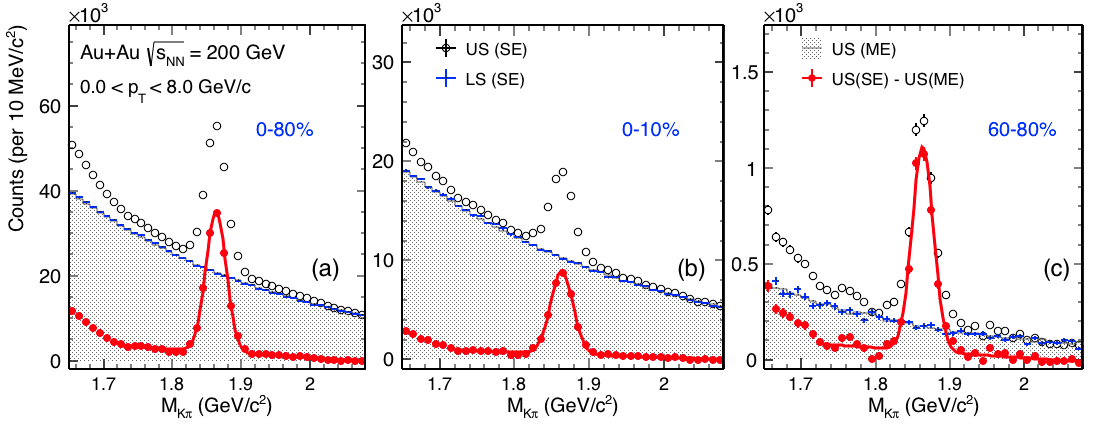 ×10³
×10³
×10³
Au+Au √s_NN = 200 GeV
0.0 < p_T < 8.0 GeV/c
0-80%
(a)
Counts (per 10 MeV/c²)
60
40
20
0
1.7 1.8 1.9 2
M_Kπ (GeV/c²)
US (SE)
LS (SE)
0-10%
(b)
30
20
10
0
1.7 1.8 1.9 2
M_Kπ (GeV/c²)
US (ME)
US(SE) - US(ME)
60-80%
(c)
1.5
1
0.5
0
1.7 1.8 1.9 2
M_Kπ (GeV/c²)